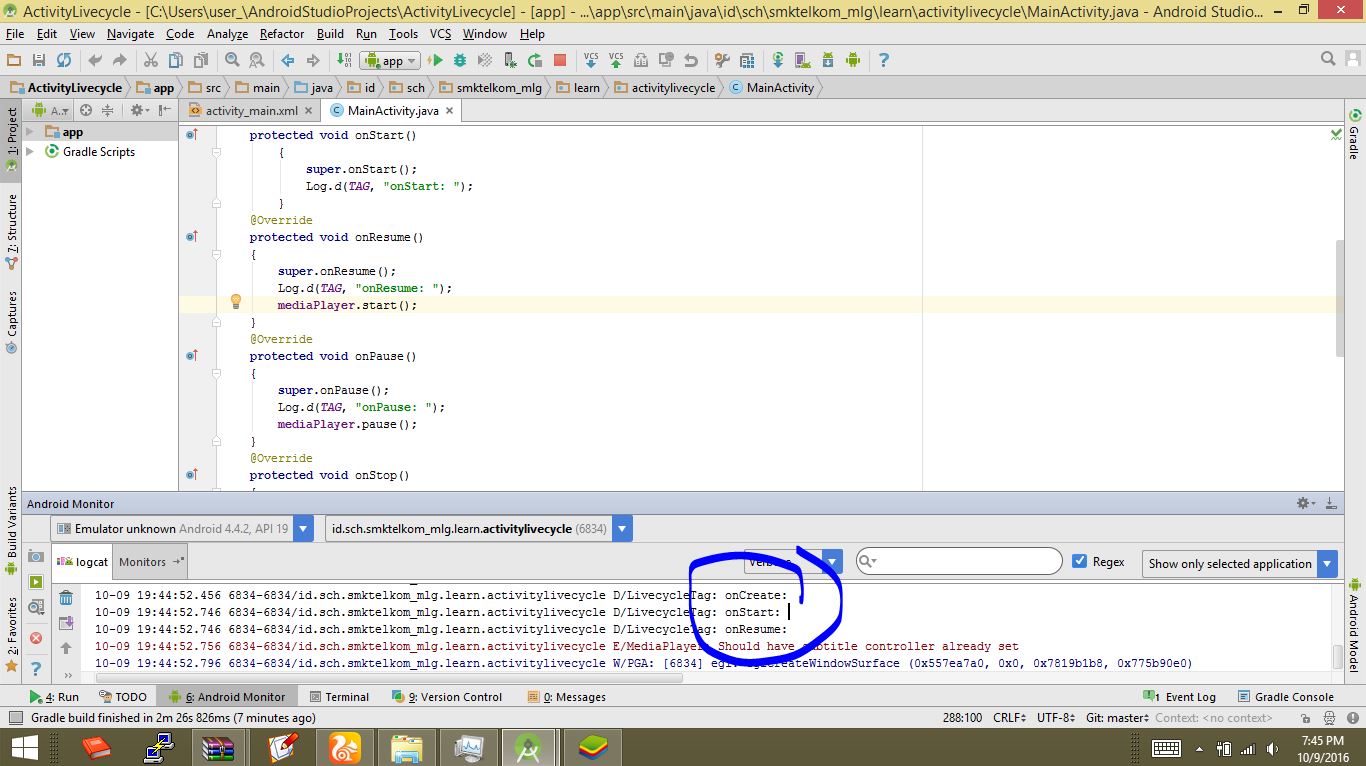 ActivityLivecycle - [C:\Users\user_\AndroidStudioProjects\ActivityLivecycle] - [app] - ...\app\src\main\java\id\sch\smktelkom_mlg\learn\activitylivecycle\MainActivity.java - Android Studio...
File Edit View Navigate Code Analyze Refactor Build Run Tools VCS Window Help
app VCS VCS
ActivityLivecycle app src main java id sch smktelkom_mlg learn activitylivecycle MainActivity
A.. activity_main.xml MainActivity.java
1: Project
7: Structure
Captures
Build Variants
2: Favorites
app
Gradle Scripts
protected void onStart()
{
super.onStart();
Log.d(TAG, "onStart: ");
}
@Override
protected void onResume()
{
super.onResume();
Log.d(TAG, "onResume: ");
mediaPlayer.start();
}
@Override
protected void onPause()
{
super.onPause();
Log.d(TAG, "onPause: ");
mediaPlayer.pause();
}
@Override
protected void onStop()
Gradle
Android Model
Android Monitor
Emulator unknown Android 4.4.2, API 19 id.sch.smktelkom_mlg.learn.activitylivecycle (6834)
logcat Monitors Regex Show only selected application
10-09 19:44:52.456 6834-6834/id.sch.smktelkom_mlg.learn.activitylivecycle D/LivecycleTag: onCreate:
10-09 19:44:52.746 6834-6834/id.sch.smktelkom_mlg.learn.activitylivecycle D/LivecycleTag: onStart:
10-09 19:44:52.746 6834-6834/id.sch.smktelkom_mlg.learn.activitylivecycle D/LivecycleTag: onResume:
10-09 19:44:52.756 6834-6834/id.sch.smktelkom_mlg.learn.activitylivecycle E/MediaPlayer: Should have subtitle controller already set
10-09 19:44:52.796 6834-6834/id.sch.smktelkom_mlg.learn.activitylivecycle W/PGA: [6834] (0x557ea7a0, 0x0, 0x7819b1b8, 0x775b90e0)
4: Run TODO 6: Android Monitor Terminal 9: Version Control 0: Messages 1 Event Log Gradle Console
Gradle build finished in 2m 26s 826ms (7 minutes ago) 288:100 CRLF UTF-8 Git: master Context: <no context>
7:45 PM
10/9/2016